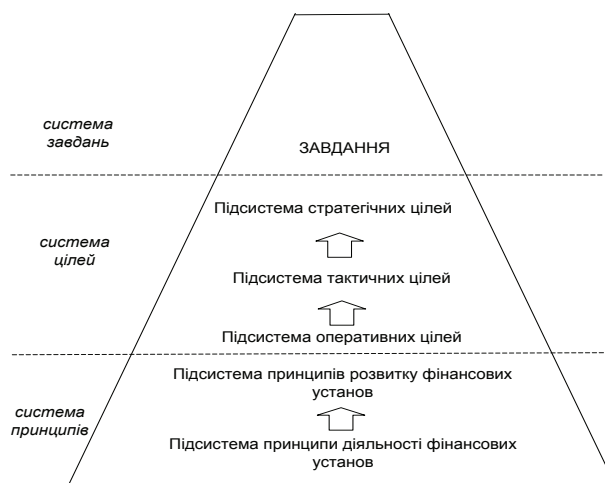 система
завдань
ЗАВДАННЯ
Підсистема стратегічних цілей
система
цілей
Підсистема тактичних цілей
Підсистема оперативних цілей
Підсистема принципів розвитку фінансових
установ
система
принципів
Підсистема принципи діяльності фінансових
установ